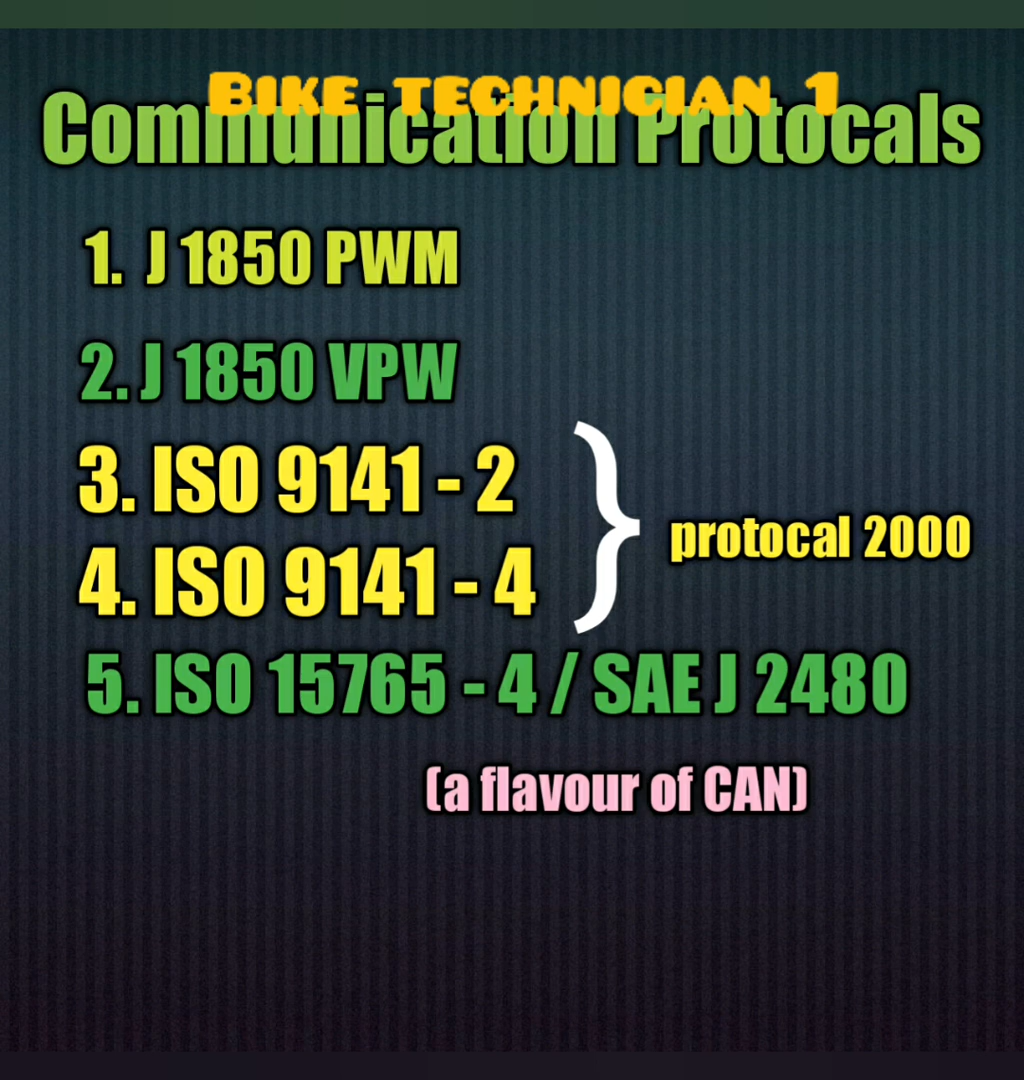 BIKE TECHNICIAN 1
Communication Protocals
1. J 1850 PWM
2. J 1850 VPW
3. ISO 9141 - 2
4. ISO 9141 - 4
protocal 2000
5. ISO 15765 - 4 / SAE J 2480
(a flavour of CAN)